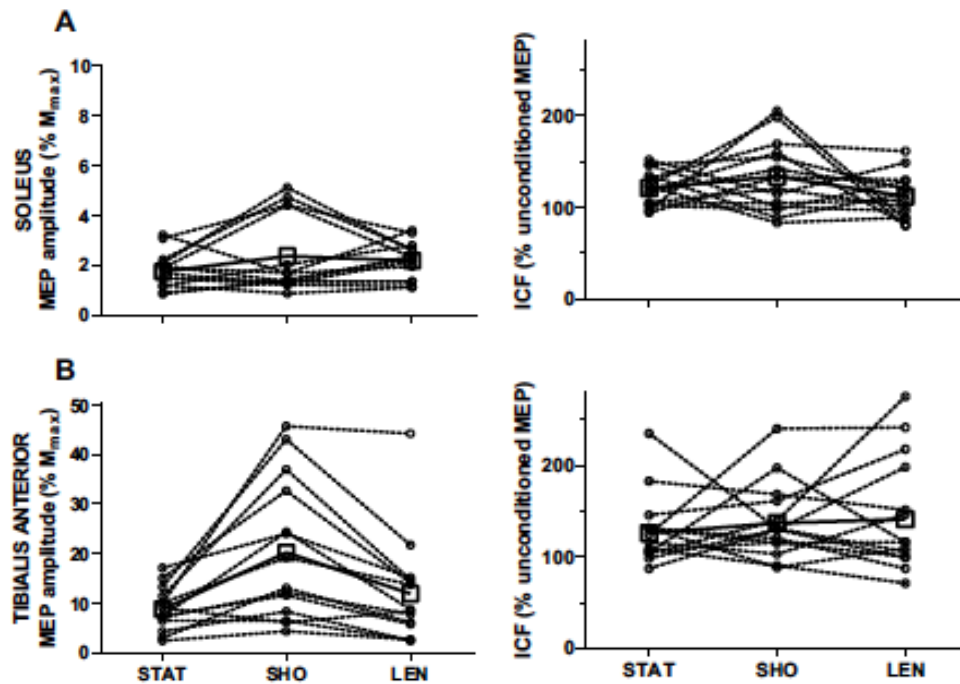 A
SOLEUS
MEP amplitude (% Mmax)
10
8
6
4
2
0
ICF (% unconditioned MEP)
200
100
0
B
TIBIALIS ANTERIOR
MEP amplitude (% Mmax)
50
40
30
20
10
0
STAT SHO LEN
ICF (% unconditioned MEP)
200
100
0
STAT SHO LEN